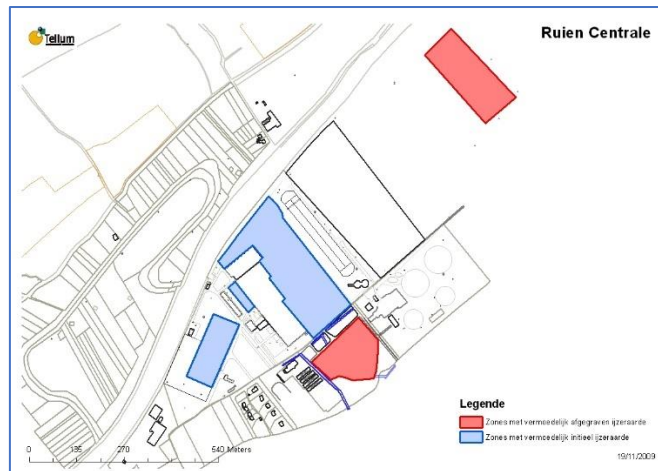 Tellum
Ruien Centrale
Legende
Zones met vermoedelijk afgegraven ijzeraarde
Zones met vermoedelijk initieel ijzeraarde
0 135 270 540 Meters
19/11/2009